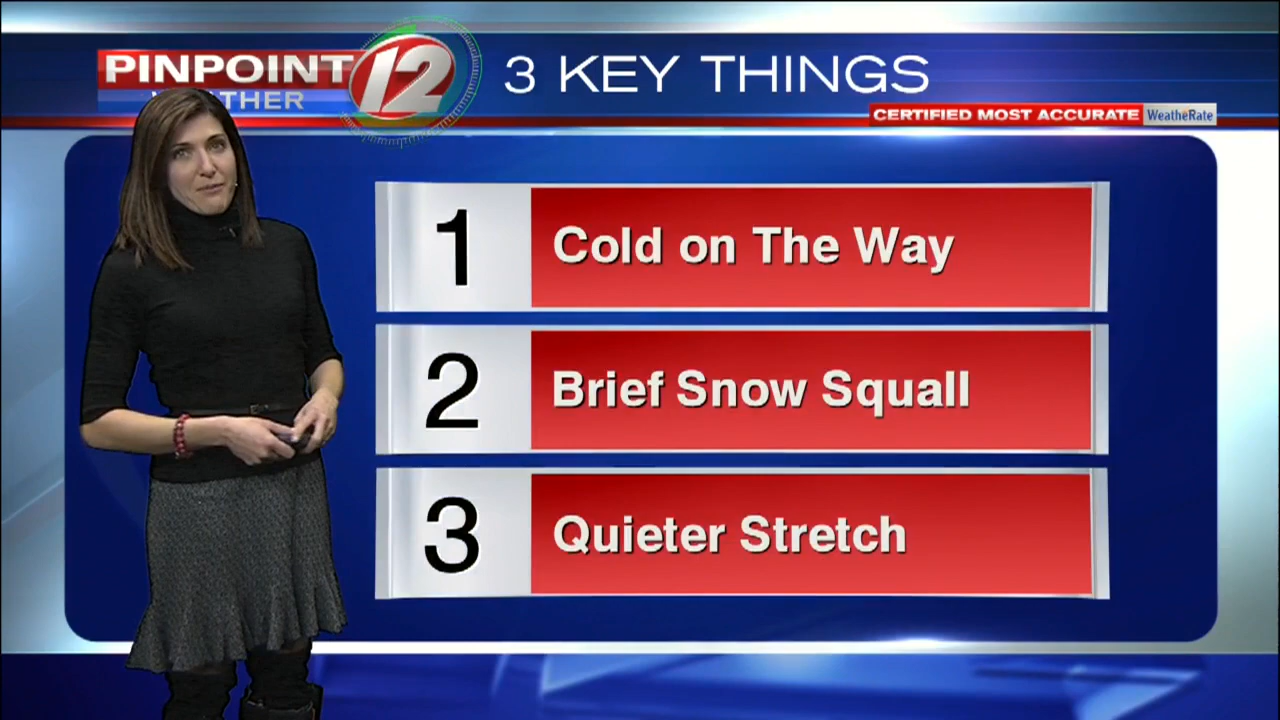 PINPOINT
WEATHER
12
3 KEY THINGS
CERTIFIED MOST ACCURATE WeatheRate
1 Cold on The Way
2 Brief Snow Squall
3 Quieter Stretch